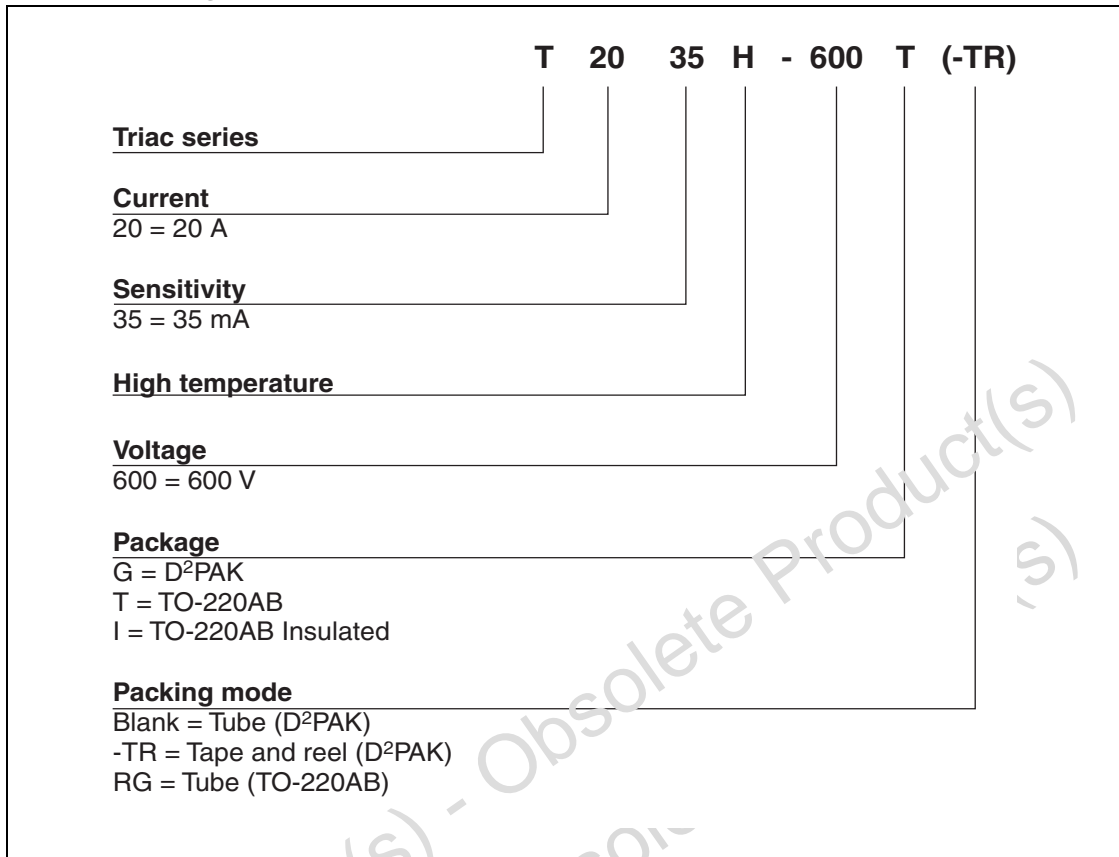 T 20 35 H - 600 T (-TR)
Triac series
Current
20 = 20 A
Sensitivity
35 = 35 mA
High temperature
Voltage
600 = 600 V
Package
G = D²PAK
T = TO-220AB
I = TO-220AB Insulated
Packing mode
Blank = Tube (D²PAK)
-TR = Tape and reel (D²PAK)
RG = Tube (TO-220AB)
(s) - Obsolete Product(s)